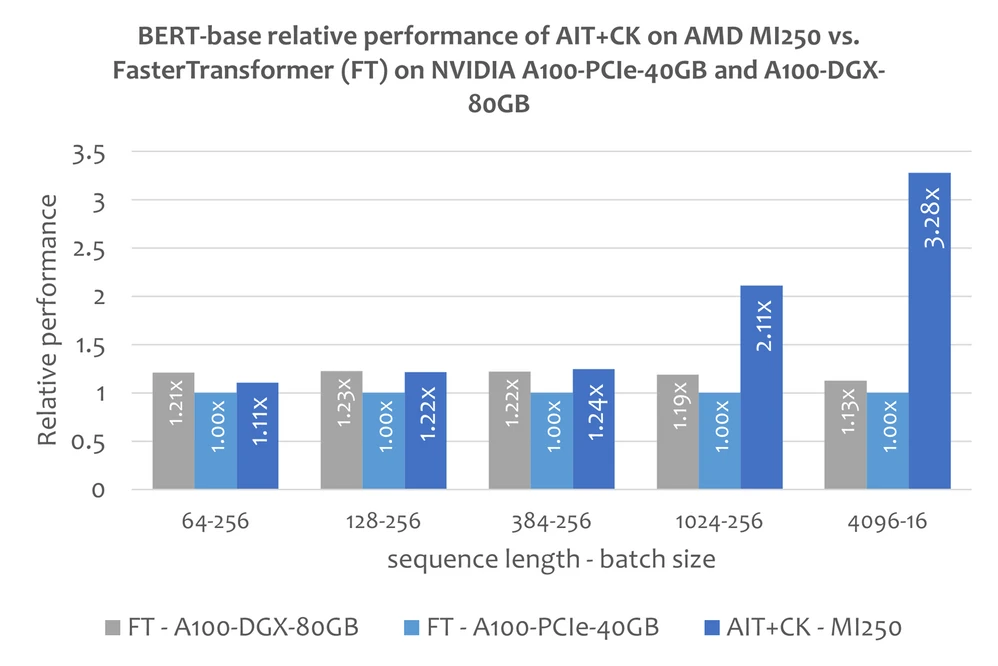 BERT-base relative performance of AIT+CK on AMD MI250 vs.
FasterTransformer (FT) on NVIDIA A100-PCIe-40GB and A100-DGX-
80GB
Relative performance
3.5
3
2.5
2
1.5
1
0.5
0
1.21x
1.00x
1.11x
1.23x
1.00x
1.22x
1.22x
1.00x
1.24x
1.19x
1.00x
2.11x
1.13x
1.00x
3.28x
64-256
128-256
384-256
1024-256
4096-16
sequence length - batch size
FT - A100-DGX-80GB
FT - A100-PCIe-40GB
AIT+CK - MI250